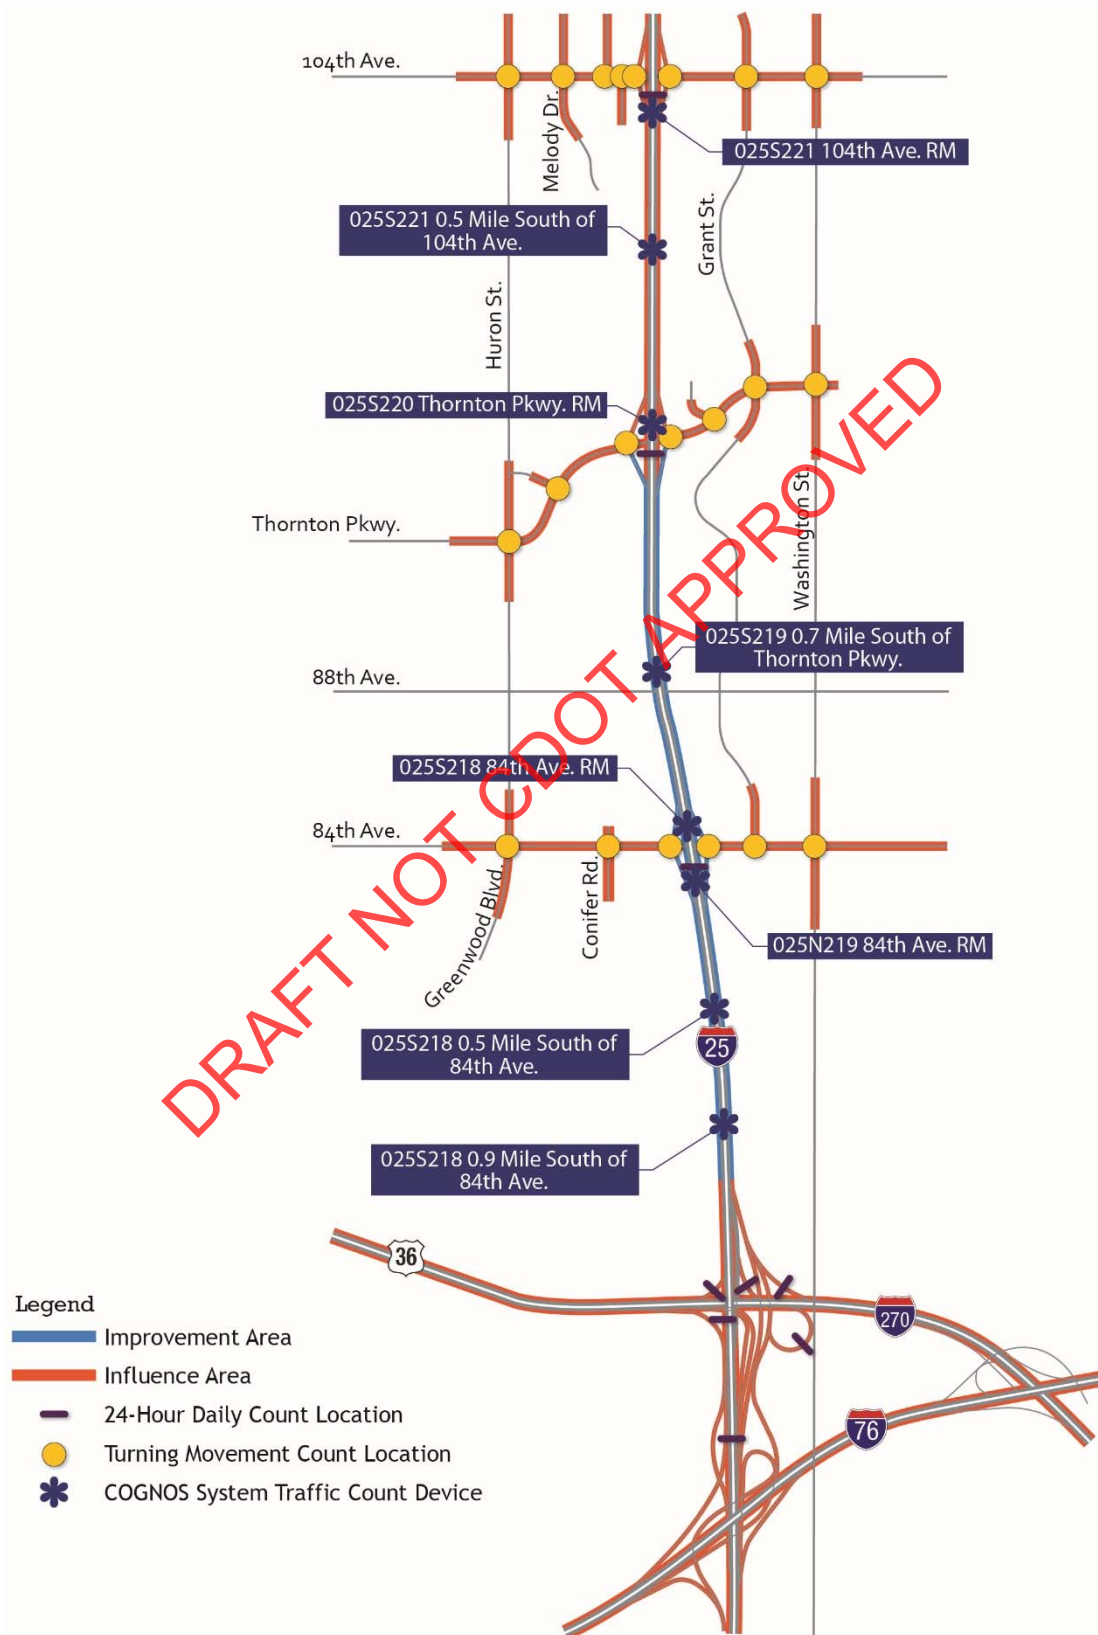 104th Ave.
Melody Dr.
025S221 104th Ave. RM
025S221 0.5 Mile South of
104th Ave.
Grant St.
Huron St.
025S220 Thornton Pkwy. RM
Washington St.
Thornton Pkwy.
025S219 0.7 Mile South of
Thornton Pkwy.
88th Ave.
025S218 84th Ave. RM
84th Ave.
Greenwood Blvd.
Conifer Rd.
025N219 84th Ave. RM
025S218 0.5 Mile South of
84th Ave.
25
025S218 0.9 Mile South of
84th Ave.
36
270
76
Legend
Improvement Area
Influence Area
24-Hour Daily Count Location
Turning Movement Count Location
COGNOS System Traffic Count Device
DRAFT NOT CDOT APPROVED